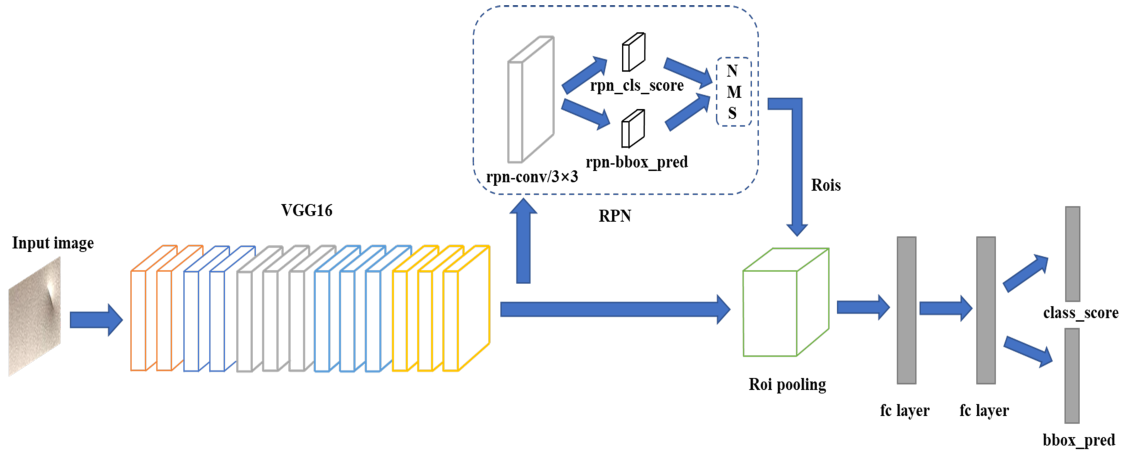 Input image
VGG16
rpn-conv/3×3
rpn_cls_score
rpn-bbox_pred
N
M
S
RPN
Rois
Roi pooling
fc layer
fc layer
class_score
bbox_pred